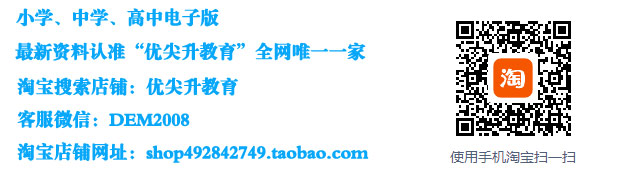 小学、中学、高中电子版
最新资料认准“优尖升教育”全网唯一一家
淘宝搜索店铺：优尖升教育
客服微信：DEM2008
淘宝店铺网址：shop492842749.taobao.com
淘
使用手机淘宝扫一扫